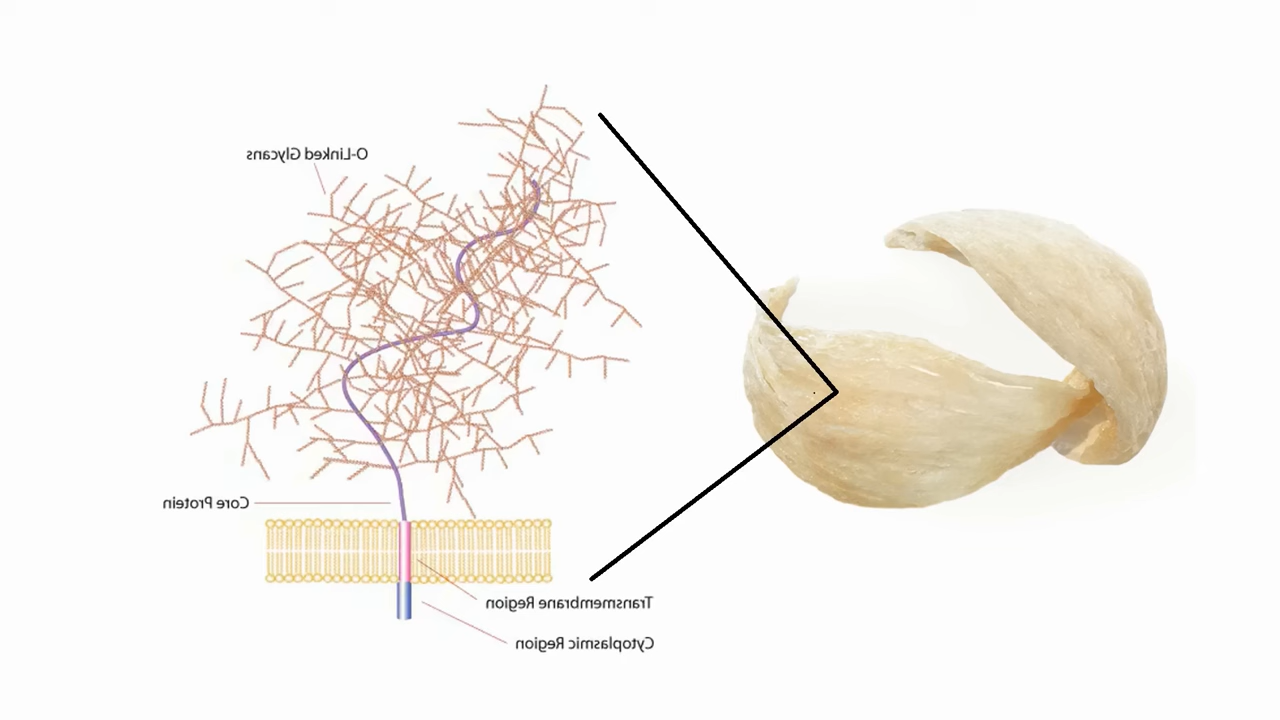 O-Linked Glycans
Core Protein
Transmembrane Region
Cytoplasmic Region